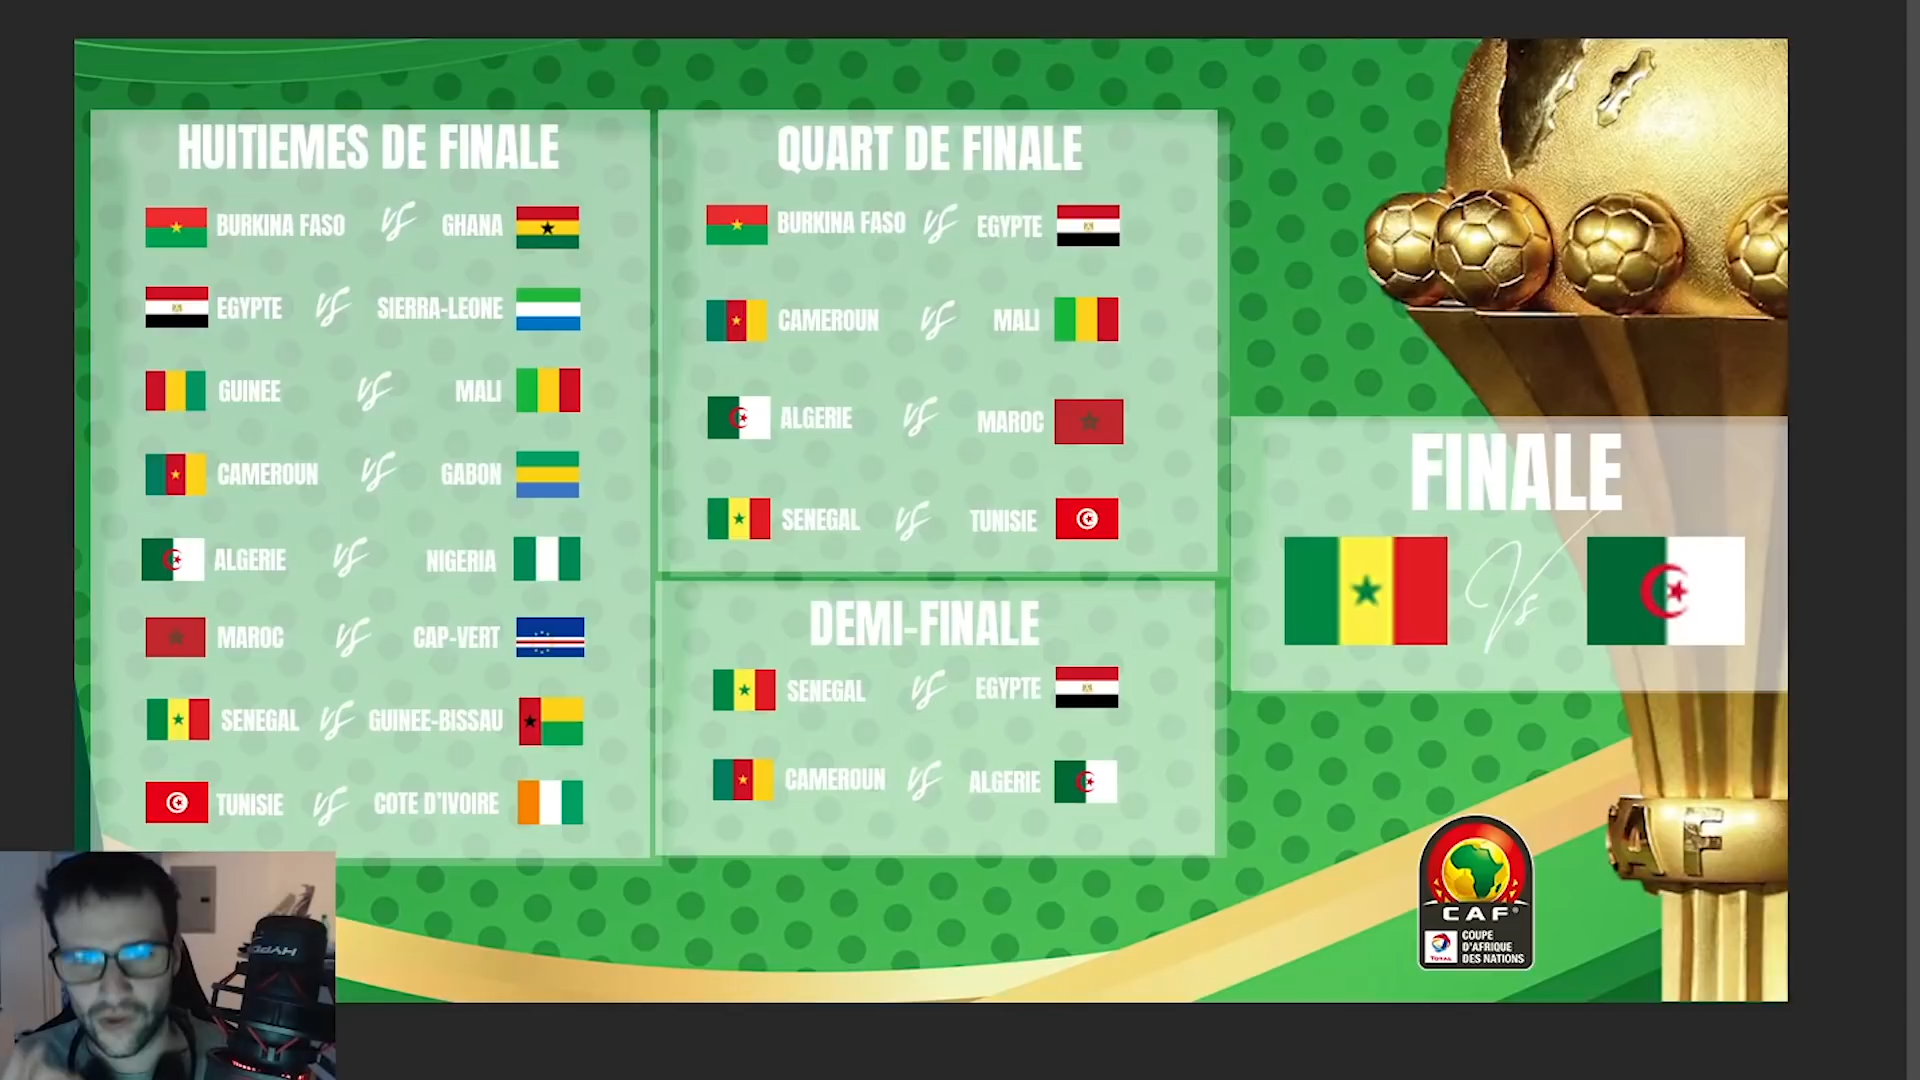 HUITIEMES DE FINALE
BURKINA FASO VS GHANA
EGYPTE VS SIERRA-LEONE
GUINEE VS MALI
CAMEROUN VS GABON
ALGERIE VS NIGERIA
MAROC VS CAP-VERT
SENEGAL VS GUINEE-BISSAU
TUNISIE VS COTE D'IVOIRE
QUART DE FINALE
BURKINA FASO VS EGYPTE
CAMEROUN VS MALI
ALGERIE VS MAROC
SENEGAL VS TUNISIE
DEMI-FINALE
SENEGAL VS EGYPTE
CAMEROUN VS ALGERIE
FINALE
Vs
AF
CAF
TOTAL
COUPE
D'AFRIQUE
DES NATIONS